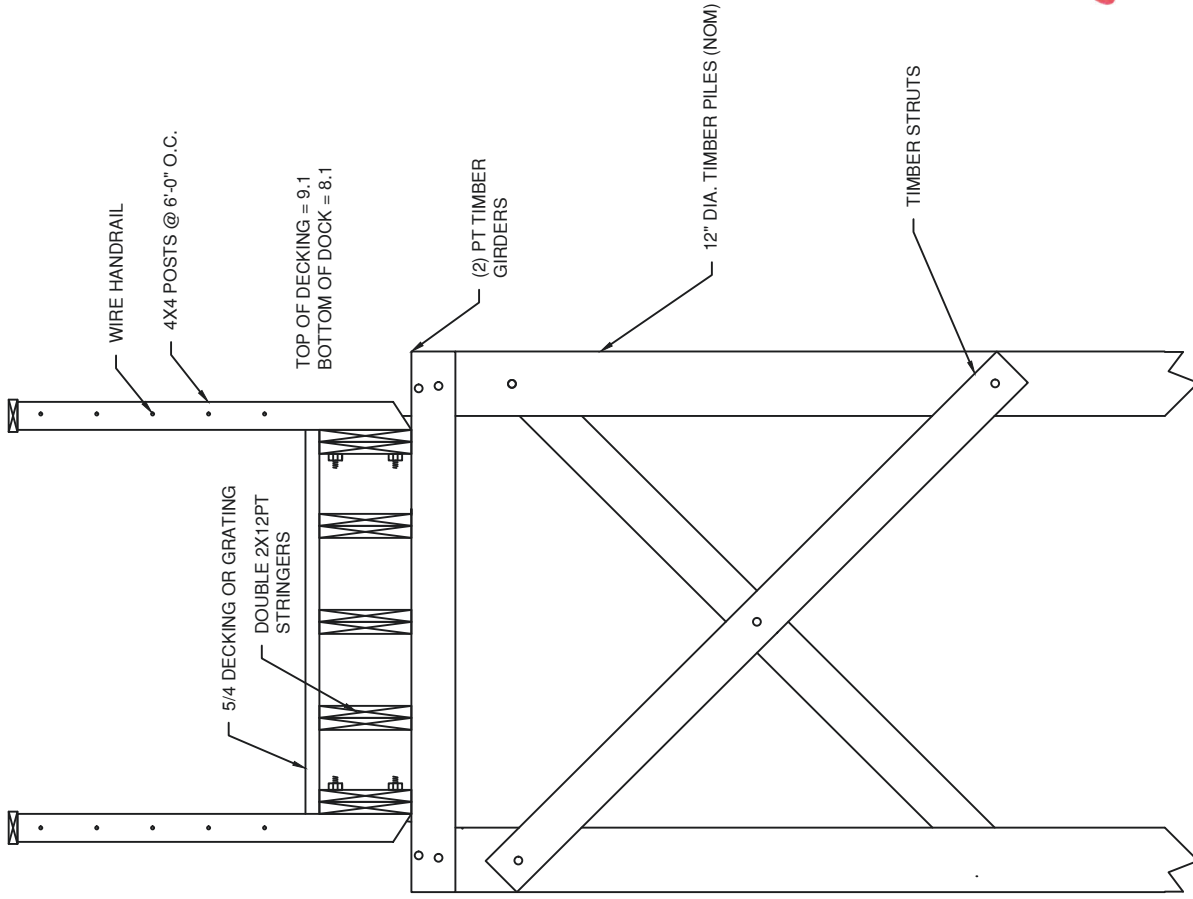 WIRE HANDRAIL
4X4 POSTS @ 6'-0" O.C.
TOP OF DECKING = 9.1
BOTTOM OF DOCK = 8.1
5/4 DECKING OR GRATING
DOUBLE 2X12PT
STRINGERS
(2) PT TIMBER
GIRDERS
12" DIA. TIMBER PILES (NOM)
TIMBER STRUTS